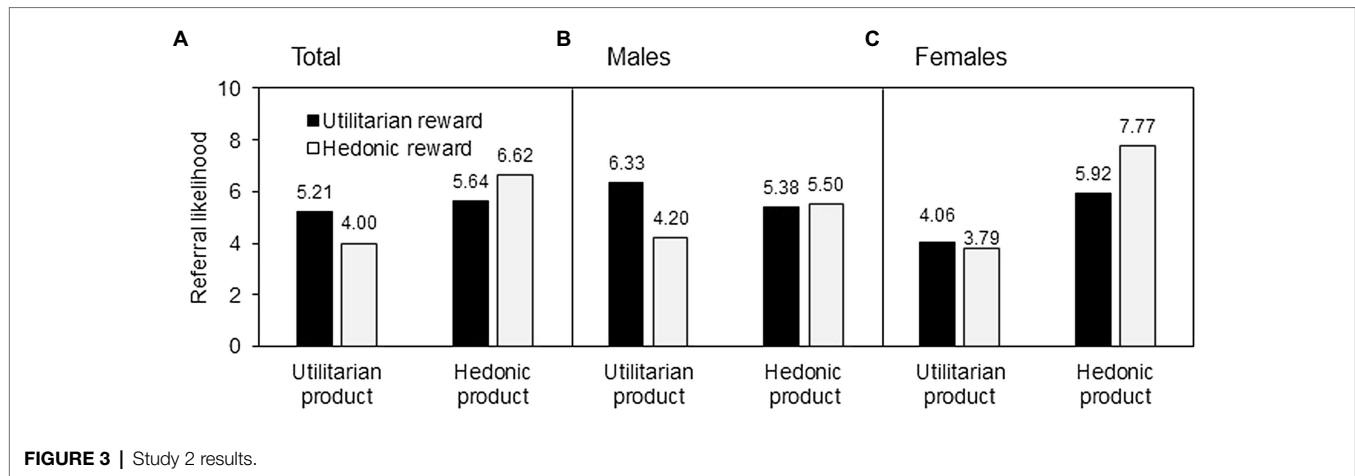 A
Total
B
Males
C
Females
Referral likelihood
10
8
6
4
2
0
Utilitarian reward
Hedonic reward
5.21
4.00
5.64
6.62
6.33
4.20
5.38
5.50
4.06
3.79
5.92
7.77
Utilitarian
product
Hedonic
product
Utilitarian
product
Hedonic
product
Utilitarian
product
Hedonic
product
FIGURE 3 | Study 2 results.